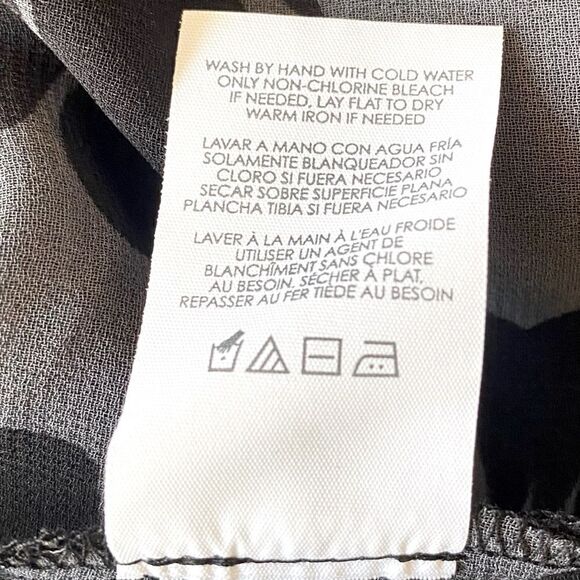 WASH BY HAND WITH COLD WATER
ONLY NON-CHLORINE BLEACH
IF NEEDED, LAY FLAT TO DRY
WARM IRON IF NEEDED
LAVAR A MANO CON AGUA FRÍA
SOLAMENTE BLANQUEADOR SIN
CLORO SI FUERA NECESARIO
SECAR SOBRE SUPERFICIE PLANA
PLANCHA TIBIA SI FUERA NECESARIO
LAVER À LA MAIN À L'EAU FROIDE
UTILISER UN AGENT DE
BLANCHÎMENT SANS CHLORE
AU BESOIN. SÉCHER À PLAT,
REPASSER AU FER TIÈDE AU BESOIN